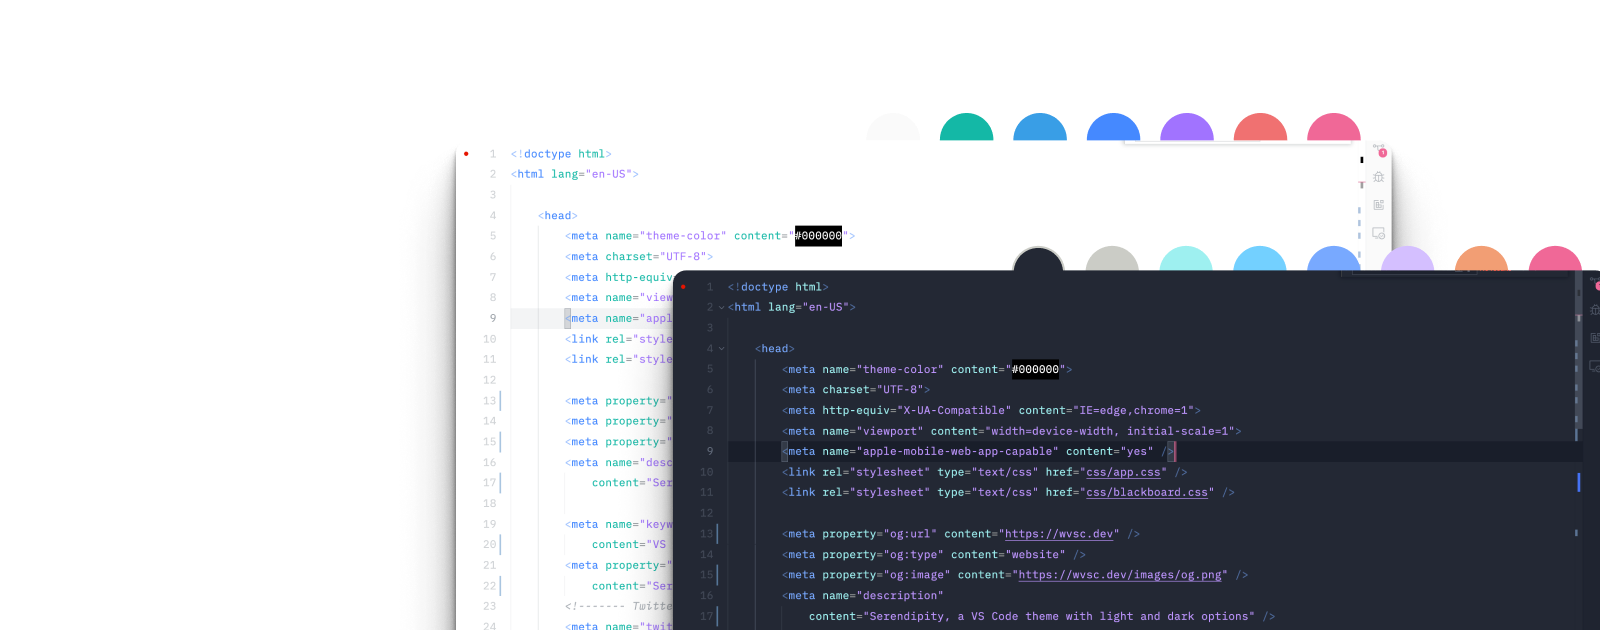 1 <!doctype html>
2 <html lang="en-US">
3
4 <head>
5 <meta name="theme-color" content="#000000">
6 <meta charset="UTF-8">
7 <meta http-equiv
8 <meta name="view
9 <meta name="appl
10 <link rel="style
11 <link rel="style
12
13 <meta property="
14 <meta property="
15 <meta property="
16 <meta name="desc
17 content="Ser
18
19 <meta name="keyw
20 content="VS
21 <meta property="
22 content="Ser
23 <!------- Twitte
24 <meta name="twit
1 <!doctype html>
2 <html lang="en-US">
3
4 <head>
5 <meta name="theme-color" content="#000000">
6 <meta charset="UTF-8">
7 <meta http-equiv="X-UA-Compatible" content="IE=edge,chrome=1">
8 <meta name="viewport" content="width=device-width, initial-scale=1">
9 <meta name="apple-mobile-web-app-capable" content="yes" />
10 <link rel="stylesheet" type="text/css" href="css/app.css" />
11 <link rel="stylesheet" type="text/css" href="css/blackboard.css" />
12
13 <meta property="og:url" content="https://wvsc.dev" />
14 <meta property="og:type" content="website" />
15 <meta property="og:image" content="https://wvsc.dev/images/og.png" />
16 <meta name="description"
17 content="Serendipity, a VS Code theme with light and dark options" />